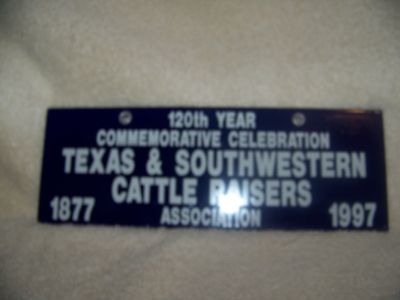 120th YEAR
COMMEMORATIVE CELEBRATION
TEXAS & SOUTHWESTERN
CATTLE RAISERS
1877 ASSOCIATION 1997